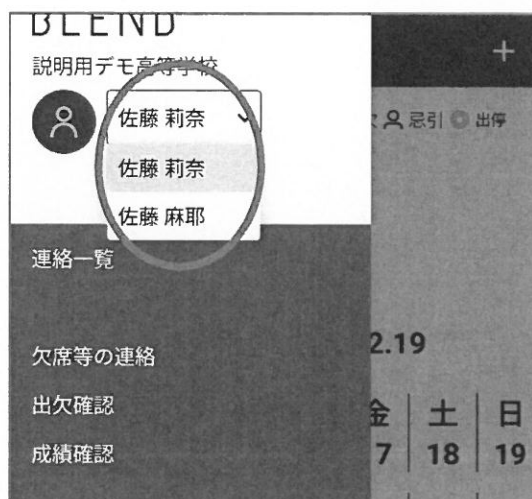 BLEND
説明用デモ高等学校
佐藤 莉奈
佐藤 莉奈
佐藤 麻耶
連絡一覧
欠席等の連絡
出欠確認
成績確認
+
忌引 出停
2.19
金 土 日
7 18 19